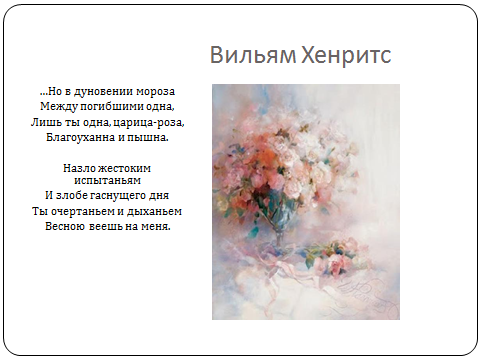 Вильям Хенритс
...Но в дуновении мороза
Между погибшими одна,
Лишь ты одна, царица-роза,
Благоуханна и пышна.
Назло жестоким
испытаньям
И злобе гаснущего дня
Ты очертаньем и дыханьем
Весною веешь на меня.